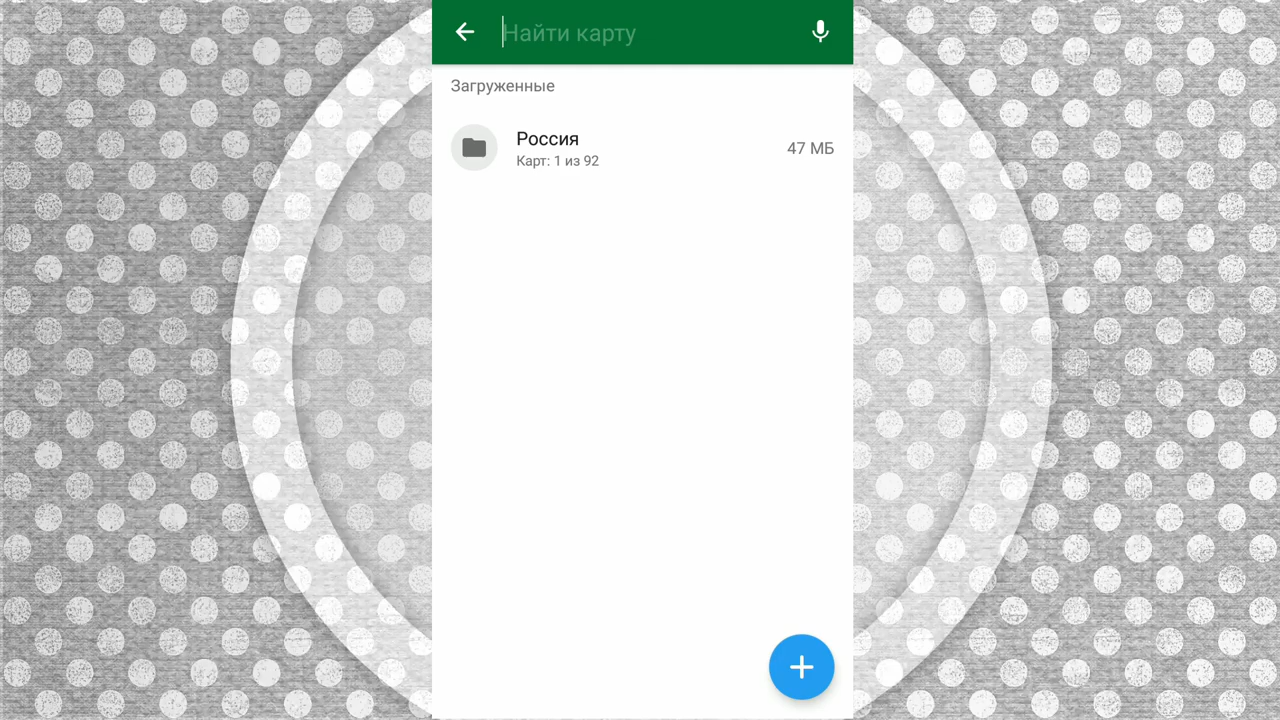 Найти карту
Загруженные
Россия
Карт: 1 из 92
47 МБ